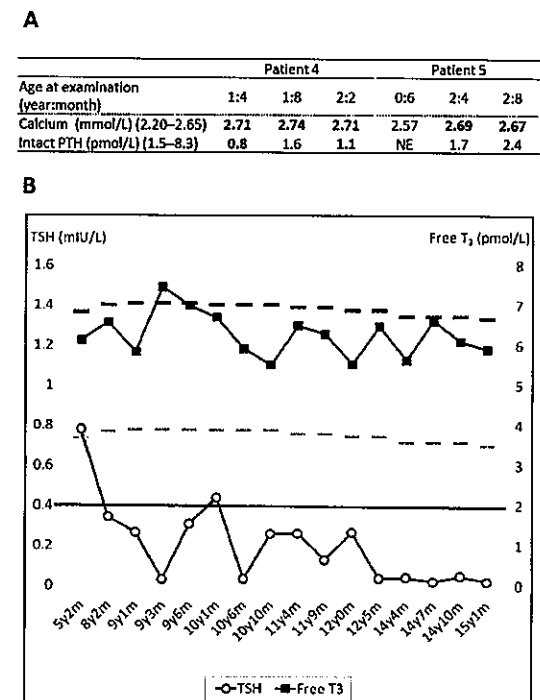 A
Patient 4 Patient 5
Age at examination (year:month) 1:4 1:8 2:2 0:6 2:4 2:8
Calcium (mmol/L) (2.20–2.65) 2.71 2.74 2.71 2.57 2.69 2.67
Intact PTH (pmol/L) (1.5–8.3) 0.8 1.6 1.1 NE 1.7 2.4
B
TSH (mIU/L) Free T3 (pmol/L)
1.6 8
1.4 7
1.2 6
1 5
0.8 4
0.6 3
0.4 2
0.2 1
0 0
5y2m 8y2m 9y1m 9y3m 9y6m 10y1m 10y6m 10y10m 11y4m 11y9m 12y0m 12y5m 14y4m 14y7m 14y10m 15y1m
TSH Free T3